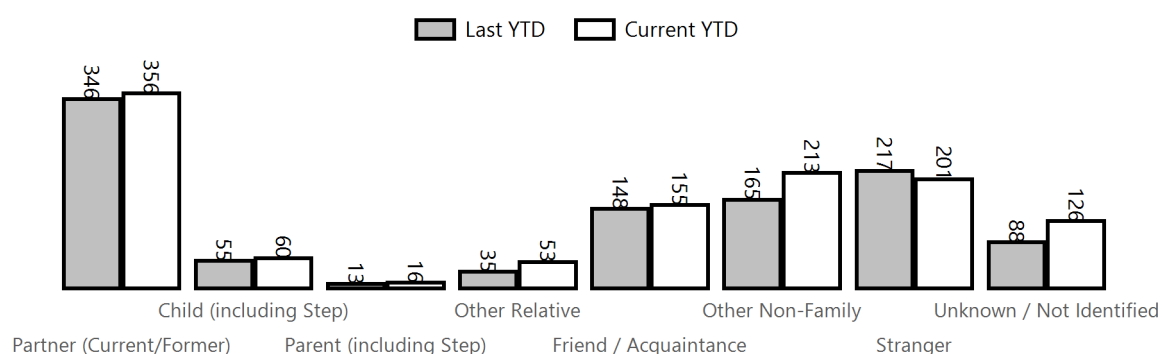 Last YTD Current YTD
346 356 55 60 13 16 35 53 148 155 165 213 217 201 88 126
Child (including Step) Other Relative Other Non-Family Unknown / Not Identified
Partner (Current/Former) Parent (including Step) Friend / Acquaintance Stranger